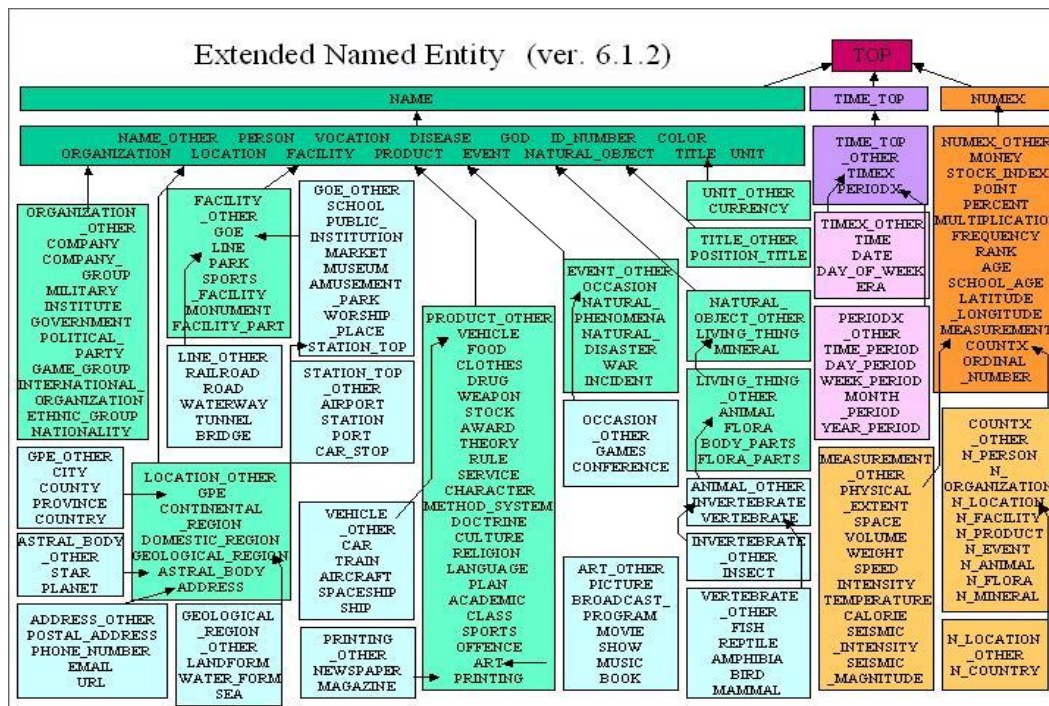 Extended Named Entity (ver. 6.1.2)
TOP
NAME
TIME_TOP
NUMEX
NAME_OTHER PERSON VOCATION DISEASE GOD ID_NUMBER COLOR
ORGANIZATION LOCATION FACILITY PRODUCT EVENT NATURAL_OBJECT TITLE UNIT
TIME_TOP
_OTHER
TIMEX
PERIODX
NUMEX_OTHER
MONEY
STOCK_INDEX
POINT
PERCENT
MULTIPLICATION
FREQUENCY
RANK
AGE
SCHOOL_AGE
LATITUDE
_LONGITUDE
MEASUREMENT
COUNTX
ORDINAL
_NUMBER
ORGANIZATION
_OTHER
COMPANY
COMPANY_
GROUP
MILITARY
INSTITUTE
GOVERNMENT
POLITICAL_
PARTY
GAME_GROUP
INTERNATIONAL_
ORGANIZATION
ETHNIC_GROUP
NATIONALITY
FACILITY
_OTHER
GOE
LINE
PARK
SPORTS
_FACILITY
MONUMENT
FACILITY_PART
GOE_OTHER
SCHOOL
PUBLIC_
INSTITUTION
MARKET
MUSEUM
AMUSEMENT
_PARK
WORSHIP
_PLACE
STATION_TOP
UNIT_OTHER
CURRENCY
TITLE_OTHER
POSITION_TITLE
TIMEX_OTHER
TIME
DATE
DAY_OF_WEEK
ERA
EVENT_OTHER
OCCASION
NATURAL_
PHENOMENA
NATURAL_
DISASTER
WAR
INCIDENT
NATURAL_
OBJECT_OTHER
LIVING_THING
MINERAL
PERIODX
_OTHER
TIME_PERIOD
DAY_PERIOD
WEEK_PERIOD
MONTH
_PERIOD
YEAR_PERIOD
PRODUCT_OTHER
VEHICLE
FOOD
CLOTHES
DRUG
WEAPON
STOCK
AWARD
THEORY
RULE
SERVICE
CHARACTER
METHOD_SYSTEM
DOCTRINE
CULTURE
RELIGION
LANGUAGE
PLAN
ACADEMIC
CLASS
SPORTS
OFFENCE
ART
PRINTING
LINE_OTHER
RAILROAD
ROAD
WATERWAY
TUNNEL
BRIDGE
STATION_TOP
_OTHER
AIRPORT
STATION
PORT
CAR_STOP
LIVING_THING
_OTHER
ANIMAL
FLORA
BODY_PARTS
FLORA_PARTS
OCCASION
_OTHER
GAMES
CONFERENCE
COUNTX
_OTHER
N_PERSON
N_
ORGANIZATION
N_LOCATION
N_FACILITY
N_PRODUCT
N_EVENT
N_ANIMAL
N_FLORA
N_MINERAL
GPE_OTHER
CITY
COUNTY
PROVINCE
COUNTRY
LOCATION_OTHER
GPE
CONTINENTAL
_REGION
DOMESTIC_REGION
GEOLOGICAL_REGION
ASTRAL_BODY
ADDRESS
MEASUREMENT
_OTHER
PHYSICAL
_EXTENT
SPACE
VOLUME
WEIGHT
SPEED
INTENSITY
TEMPERATURE
CALORIE
SEISMIC
_INTENSITY
SEISMIC
_MAGNITUDE
ANIMAL_OTHER
INVERTEBRATE
VERTEBRATE
VEHICLE
_OTHER
CAR
TRAIN
AIRCRAFT
SPACESHIP
SHIP
ASTRAL_BODY
_OTHER
STAR
PLANET
INVERTEBRATE
_OTHER
INSECT
ART_OTHER
PICTURE
BROADCAST_
PROGRAM
MOVIE
SHOW
MUSIC
BOOK
VERTEBRATE
_OTHER
FISH
REPTILE
AMPHIBIA
BIRD
MAMMAL
ADDRESS_OTHER
POSTAL_ADDRESS
PHONE_NUMBER
EMAIL
URL
GEOLOGICAL
_REGION
_OTHER
LANDFORM
WATER_FORM
SEA
PRINTING
_OTHER
NEWSPAPER
MAGAZINE
N_LOCATION
_OTHER
N_COUNTRY